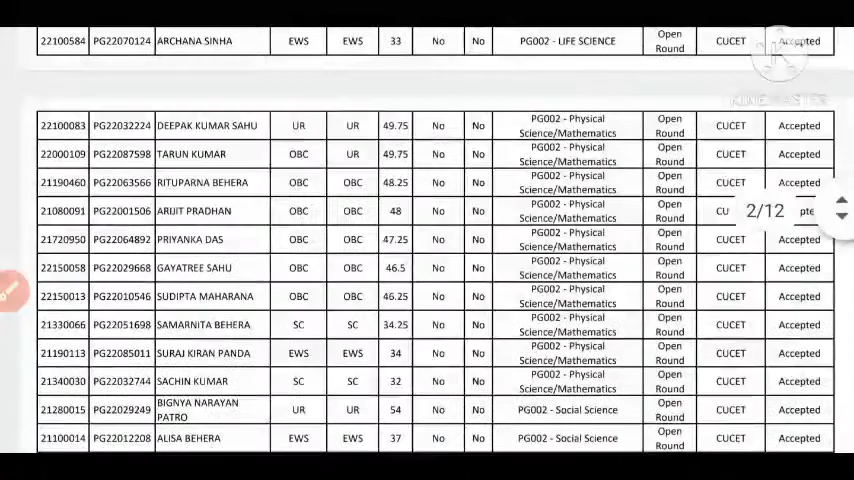 22100584 PG22070124 ARCHANA SINHA EWS EWS 33 No No PG002 - LIFE SCIENCE Open Round CUCET Accepted
KINEMASTER
22100083 PG22032224 DEEPAK KUMAR SAHU UR UR 49.75 No No PG002 - Physical Science/Mathematics Open Round CUCET Accepted
22000109 PG22087598 TARUN KUMAR OBC UR 49.75 No No PG002 - Physical Science/Mathematics Open Round CUCET Accepted
21190460 PG22063566 RITUPARNA BEHERA OBC OBC 48.25 No No PG002 - Physical Science/Mathematics Open Round CUCET Accepted
21080091 PG22001506 ARIJIT PRADHAN OBC OBC 48 No No PG002 - Physical Science/Mathematics Open Round CU 2/12 pte
21720950 PG22064892 PRIYANKA DAS OBC OBC 47.25 No No PG002 - Physical Science/Mathematics Open Round CUCET Accepted
22150058 PG22029668 GAYATREE SAHU OBC OBC 46.5 No No PG002 - Physical Science/Mathematics Open Round CUCET Accepted
22150013 PG22010546 SUDIPTA MAHARANA OBC OBC 46.25 No No PG002 - Physical Science/Mathematics Open Round CUCET Accepted
21330066 PG22051698 SAMARNITA BEHERA SC SC 34.25 No No PG002 - Physical Science/Mathematics Open Round CUCET Accepted
21190113 PG22085011 SURAJ KIRAN PANDA EWS EWS 34 No No PG002 - Physical Science/Mathematics Open Round CUCET Accepted
21340030 PG22032744 SACHIN KUMAR SC SC 32 No No PG002 - Physical Science/Mathematics Open Round CUCET Accepted
21280015 PG22029249 BIGNYA NARAYAN PATRO UR UR 54 No No PG002 - Social Science Open Round CUCET Accepted
21100014 PG22012208 ALISA BEHERA EWS EWS 37 No No PG002 - Social Science Open Round CUCET Accepted